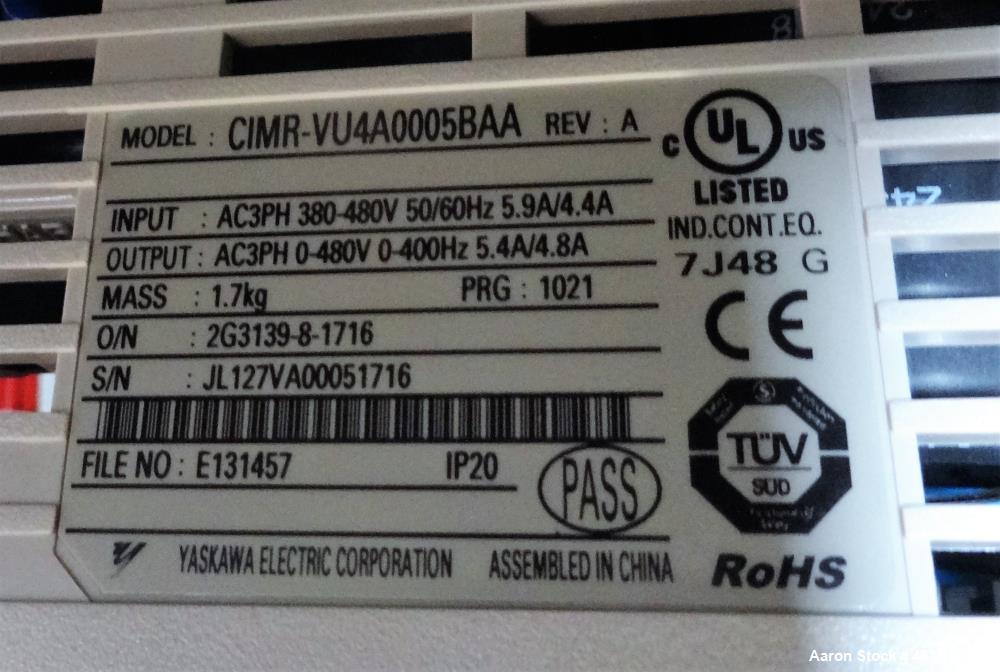 MODEL : CIMR-VU4A0005BAA REV : A
INPUT : AC3PH 380-480V 50/60Hz 5.9A/4.4A
OUTPUT : AC3PH 0-480V 0-400Hz 5.4A/4.8A
MASS : 1.7kg PRG : 1021
O/N : 2G3139-8-1716
S/N : JL127VA00051716
FILE NO : E131457 IP20
PASS
YASKAWA ELECTRIC CORPORATION ASSEMBLED IN CHINA
C UL US
LISTED
IND.CONT.EQ.
7J48 G
CE
TÜV
SÜD
RoHS
Aaron Stock